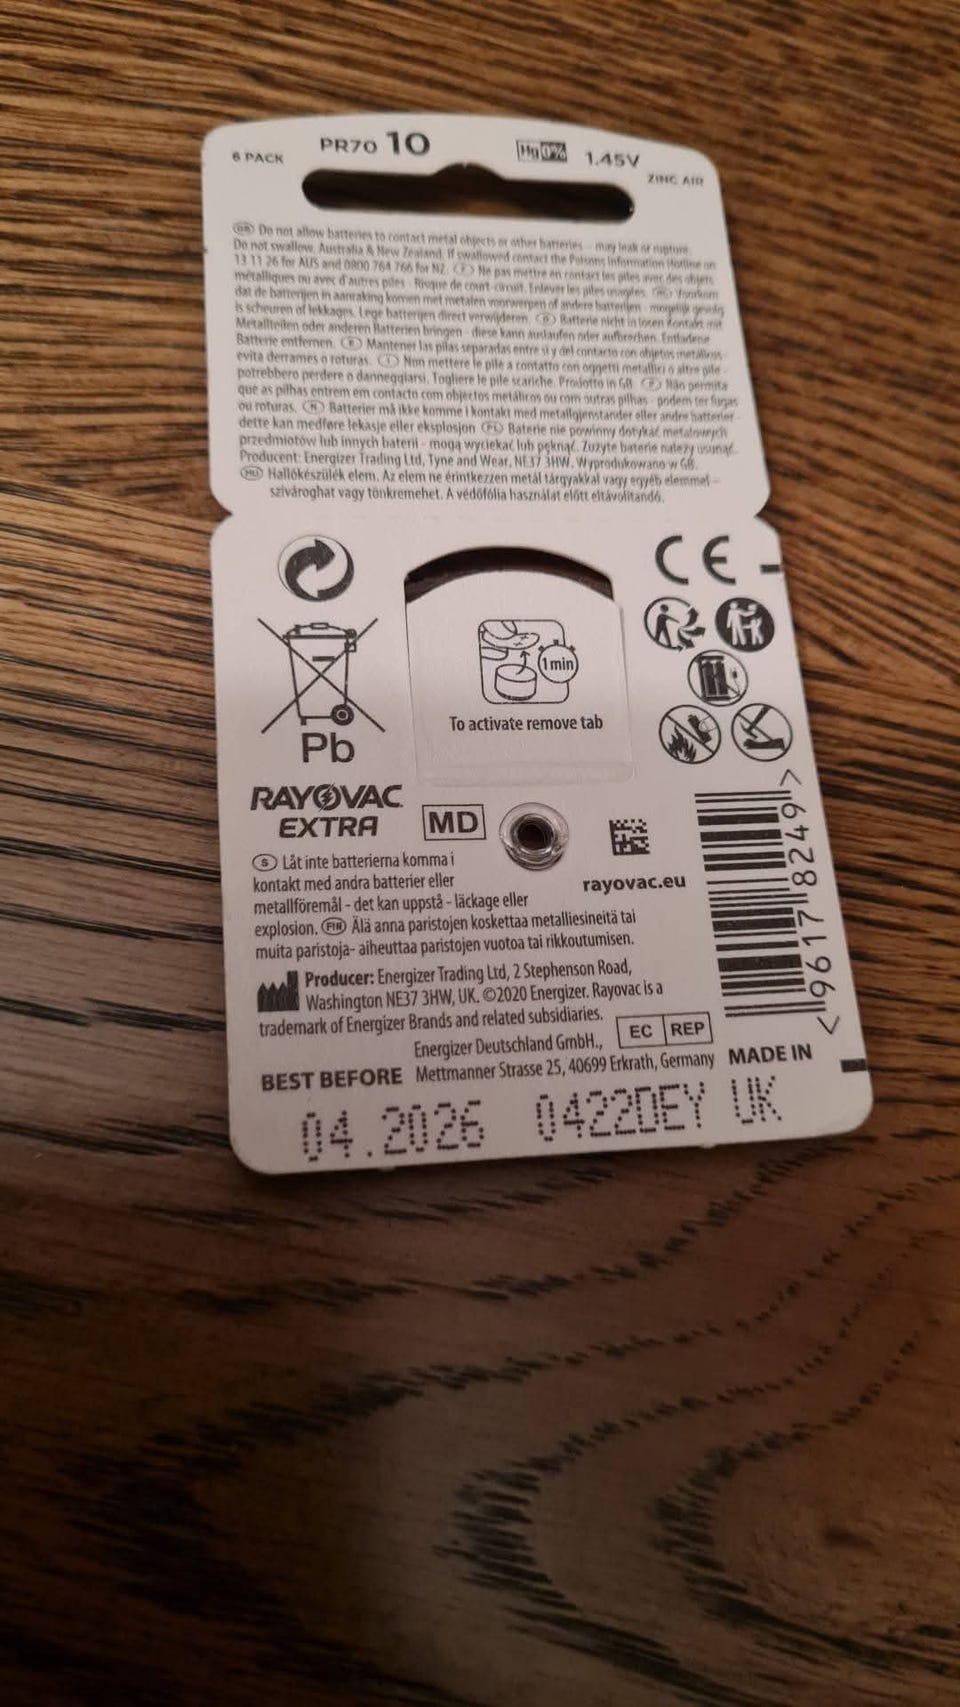 6 PACK PR70 10 Hg 0% 1.45V
ZINC AIR
GB Do not allow batteries to contact metal objects or other batteries - may leak or rupture.
Do not swallow. Australia & New Zealand. If swallowed contact the Poisons Information Hotline on
13 11 26 for AUS and 0800 764 766 for NZ. F Ne pas mettre en contact les piles avec des objets
métalliques ou avec d'autres piles - Risque de court-circuit. Enlever les piles usagées. NL Voorkom
dat de batterijen in aanraking komen met metalen voorwerpen of andere batterijen - mogelijk gevolg
is scheuren of lekkages. Lege batterijen direct verwijderen. D Batterie nicht in losen Kontakt mit
Metallteilen oder anderen Batterien bringen - diese kann auslaufen oder aufbrechen. Entladene
Batterie entfernen. E Mantener las pilas separadas entre sí y del contacto con objetos metálicos -
evita derrames o roturas. I Non mettere le pile a contatto con oggetti metallici o altre pile -
potrebbero perdere o danneggiarsi. Togliere le pile scariche. Prodotto in GB. P Não permita
que as pilhas entrem em contacto com objectos metálicos ou com outras pilhas - podem ter fugas
ou roturas. N Batterier må ikke komme i kontakt med metallgjenstander eller andre batterier -
dette kan medføre lekasje eller eksplosjon PL Baterie nie powinny dotykać metalowych
przedmiotów lub innych baterii - mogą wyciekać lub pęknąć. Zużyte baterie należy usunąć.
Producent: Energizer Trading Ltd, Tyne and Wear, NE37 3HW. Wyprodukowano w GB.
HU Hallókészülék elem. Az elem ne érintkezzen metál tárgyakkal vagy egyéb elemmel -
szivároghat vagy tönkremehet. A védőfólia használat előtt eltávolítandó.
CE
1 min
To activate remove tab
Pb
RAYOVAC
EXTRA
MD
rayovac.eu
S Låt inte batterierna komma i
kontakt med andra batterier eller
metallföremål - det kan uppstå - läckage eller
explosion. FIN Älä anna paristojen koskettaa metalliesineitä tai
muita paristoja- aiheuttaa paristojen vuotoa tai rikkoutumisen.
Producer: Energizer Trading Ltd, 2 Stephenson Road,
Washington NE37 3HW, UK. ©2020 Energizer. Rayovac is a
trademark of Energizer Brands and related subsidiaries.
Energizer Deutschland GmbH., EC REP
Mettmanner Strasse 25, 40699 Erkrath, Germany
BEST BEFORE
MADE IN
04.2026 0422DEY UK
<9617 8249>